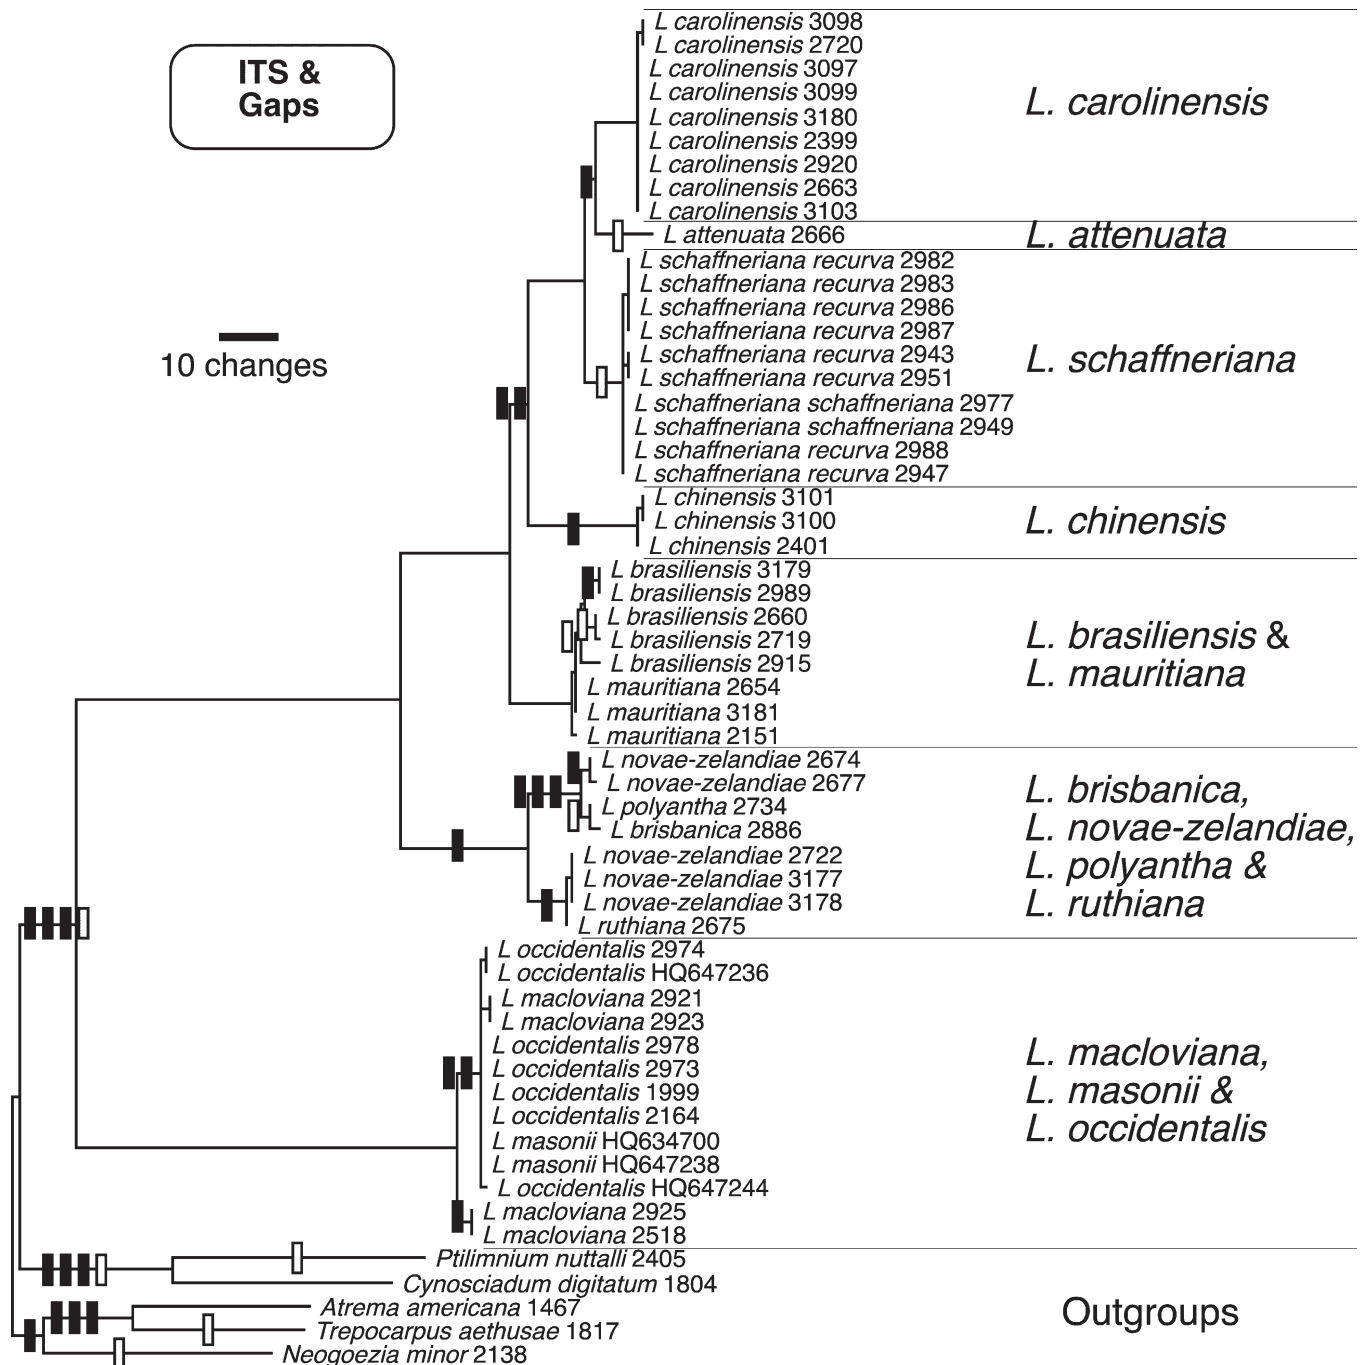 ITS &
Gaps
10 changes
L carolinensis 3098
L carolinensis 2720
L carolinensis 3097
L carolinensis 3099
L carolinensis 3180
L carolinensis 2399
L carolinensis 2920
L carolinensis 2663
L carolinensis 3103
L. carolinensis
L attenuata 2666
L. attenuata
L schaffneriana recurva 2982
L schaffneriana recurva 2983
L schaffneriana recurva 2986
L schaffneriana recurva 2987
L schaffneriana recurva 2943
L schaffneriana recurva 2951
L schaffneriana schaffneriana 2977
L schaffneriana schaffneriana 2949
L schaffneriana recurva 2988
L schaffneriana recurva 2947
L. schaffneriana
L chinensis 3101
L chinensis 3100
L chinensis 2401
L. chinensis
L brasiliensis 3179
L brasiliensis 2989
L brasiliensis 2660
L brasiliensis 2719
L brasiliensis 2915
L mauritiana 2654
L mauritiana 3181
L mauritiana 2151
L. brasiliensis &
L. mauritiana
L novae-zelandiae 2674
L novae-zelandiae 2677
L polyantha 2734
L brisbanica 2886
L novae-zelandiae 2722
L novae-zelandiae 3177
L novae-zelandiae 3178
L ruthiana 2675
L. brisbanica,
L. novae-zelandiae,
L. polyantha &
L. ruthiana
L occidentalis 2974
L occidentalis HQ647236
L macloviana 2921
L macloviana 2923
L occidentalis 2978
L occidentalis 2973
L occidentalis 1999
L occidentalis 2164
L masonii HQ634700
L masonii HQ647238
L occidentalis HQ647244
L macloviana 2925
L macloviana 2518
L. macloviana,
L. masonii &
L. occidentalis
Ptilimnium nuttalli 2405
Cynosciadum digitatum 1804
Atrema americana 1467
Trepocarpus aethusae 1817
Neogoezia minor 2138
Outgroups